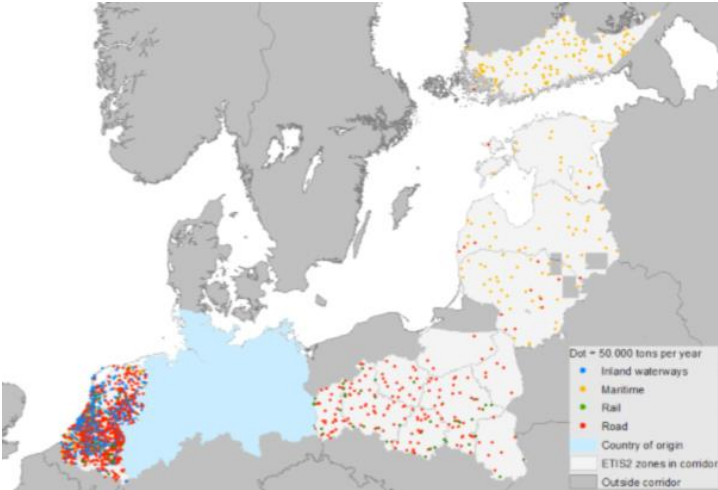 Dot = 50.000 tons per year
Inland waterways
Maritime
Rail
Road
Country of origin
ETIS2 zones in corridor
Outside corridor